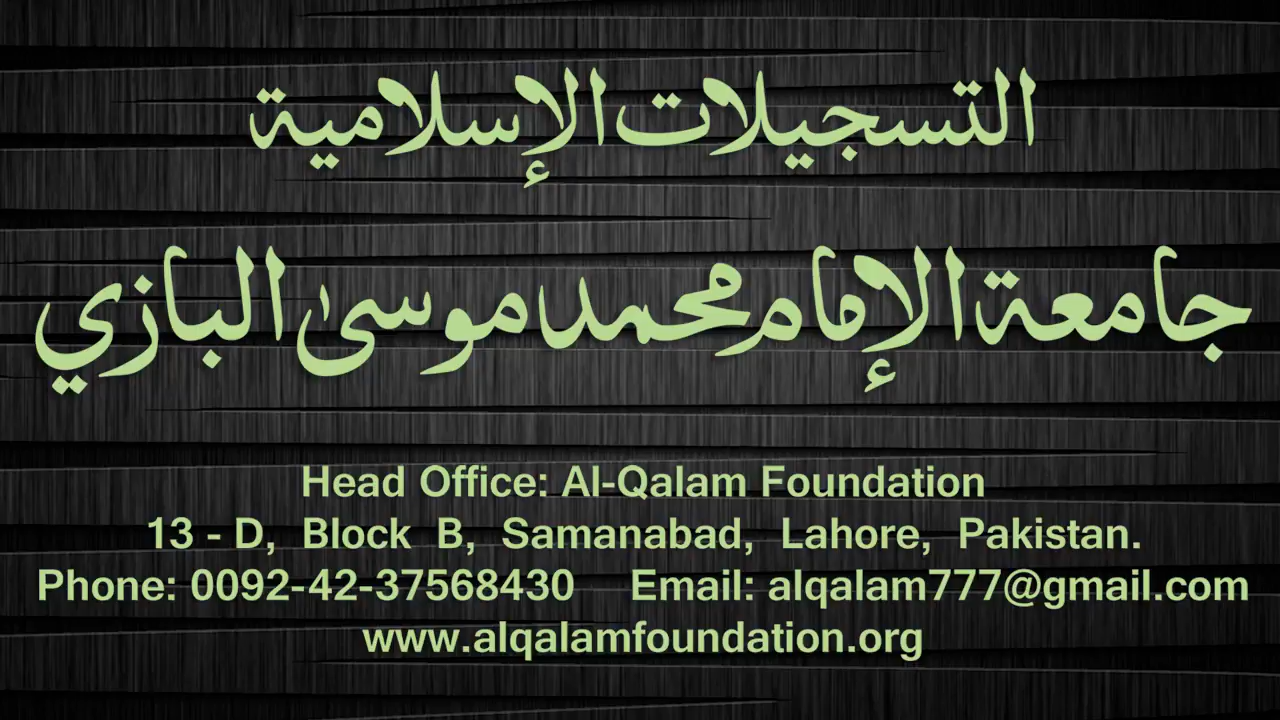 التسجيلات الإسلامية
جامعة الإمام محمد موسى البازي
Head Office: Al-Qalam Foundation
13 - D, Block B, Samanabad, Lahore, Pakistan.
Phone: 0092-42-37568430 Email: alqalam777@gmail.com
www.alqalamfoundation.org